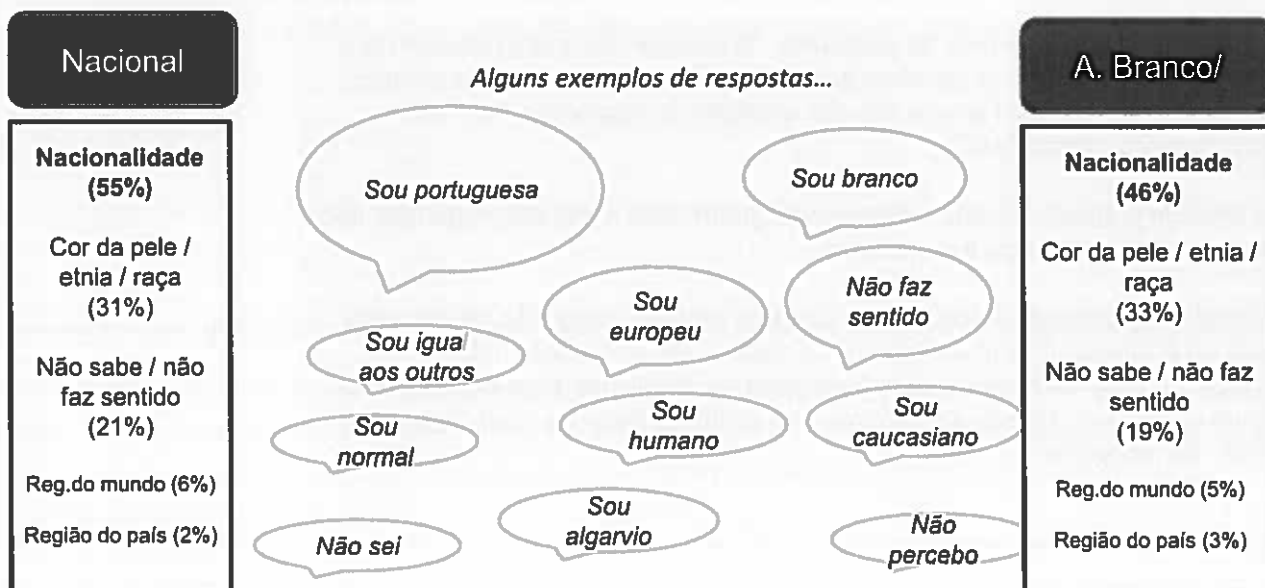 Nacional
Nacionalidade
(55%)
Cor da pele /
etnia / raça
(31%)
Não sabe / não
faz sentido
(21%)
Reg.do mundo (6%)
Região do país (2%)
Alguns exemplos de respostas...
Sou portuguesa
Sou branco
Sou
europeu
Não faz
sentido
Sou igual
aos outros
Sou
normal
Sou
humano
Sou
caucasiano
Não sei
Sou
algarvio
Não
percebo
A. Branco/
Nacionalidade
(46%)
Cor da pele / etnia /
raça
(33%)
Não sabe / não faz
sentido
(19%)
Reg.do mundo (5%)
Região do país (3%)